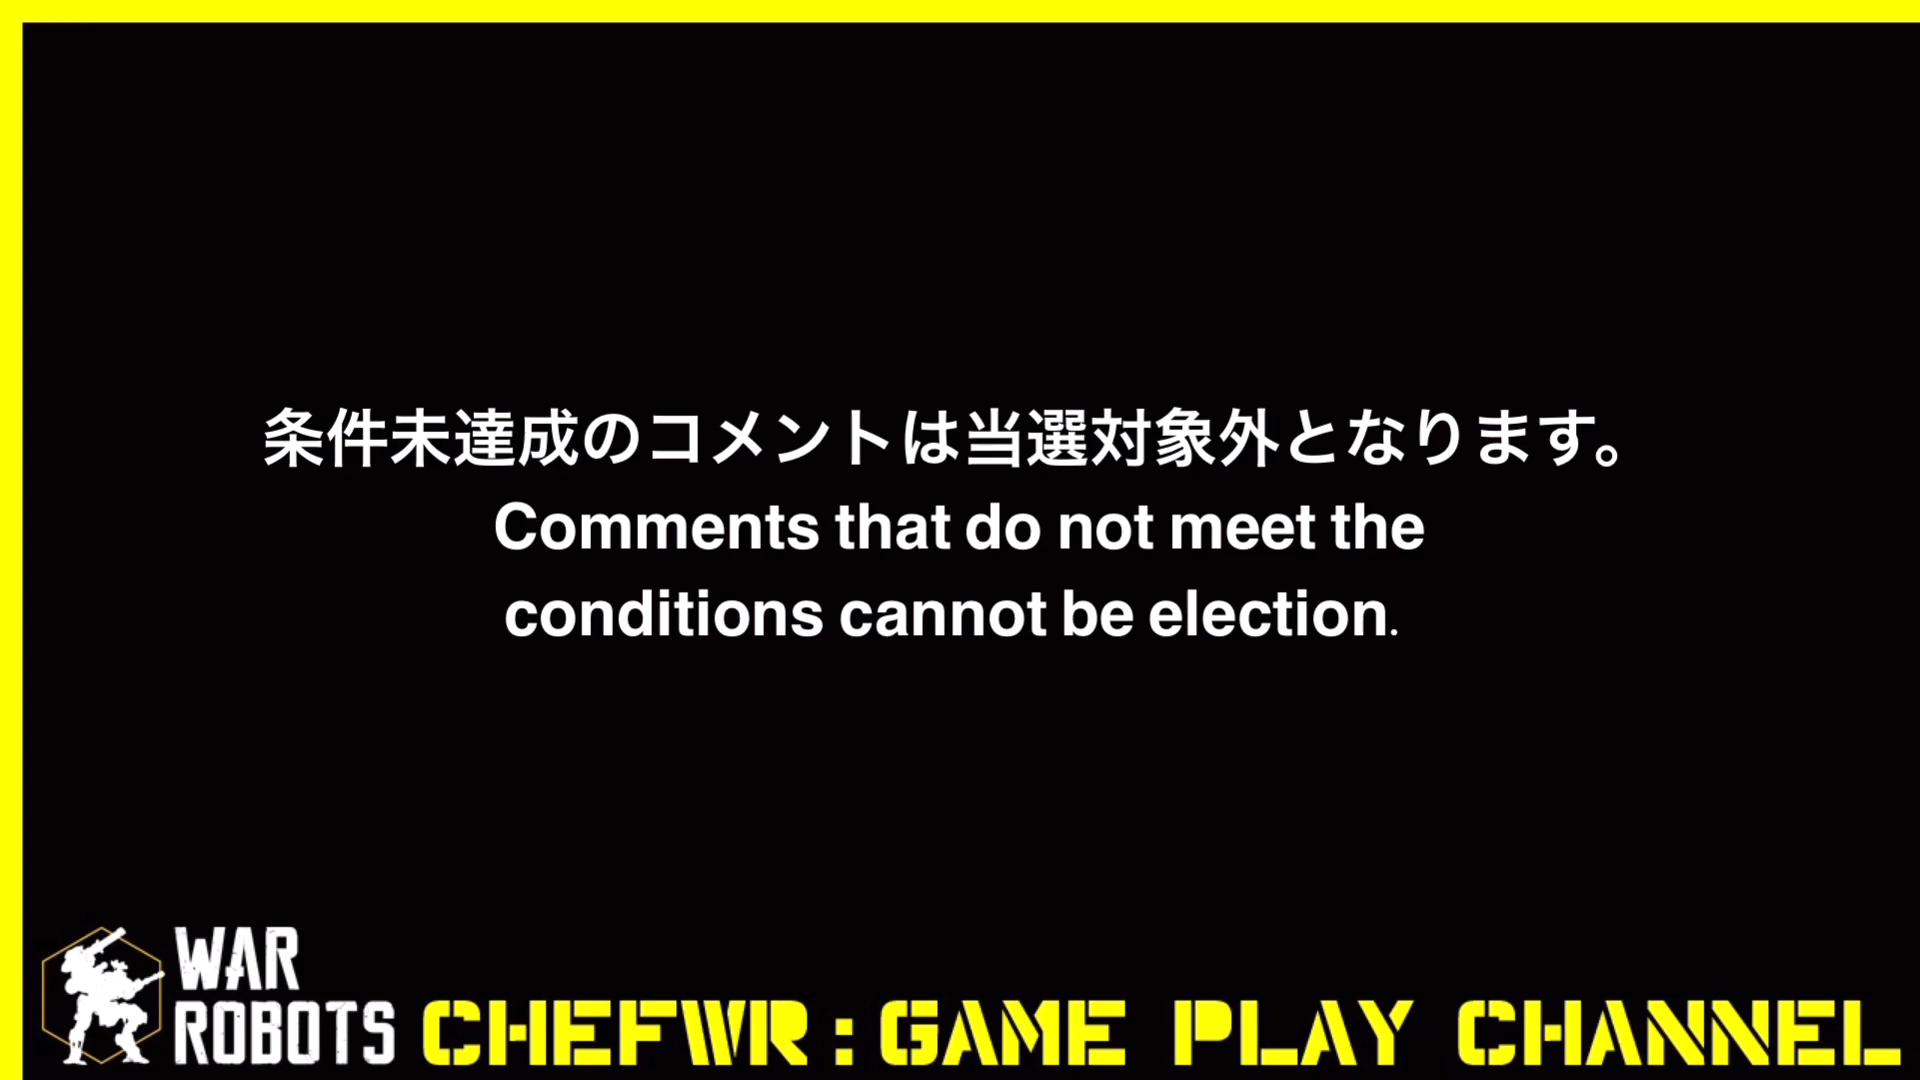 条件未達成のコメントは当選対象外となります。
Comments that do not meet the
conditions cannot be election.
WAR
ROBOTS
CHEFWR : GAME PLAY CHANNEL